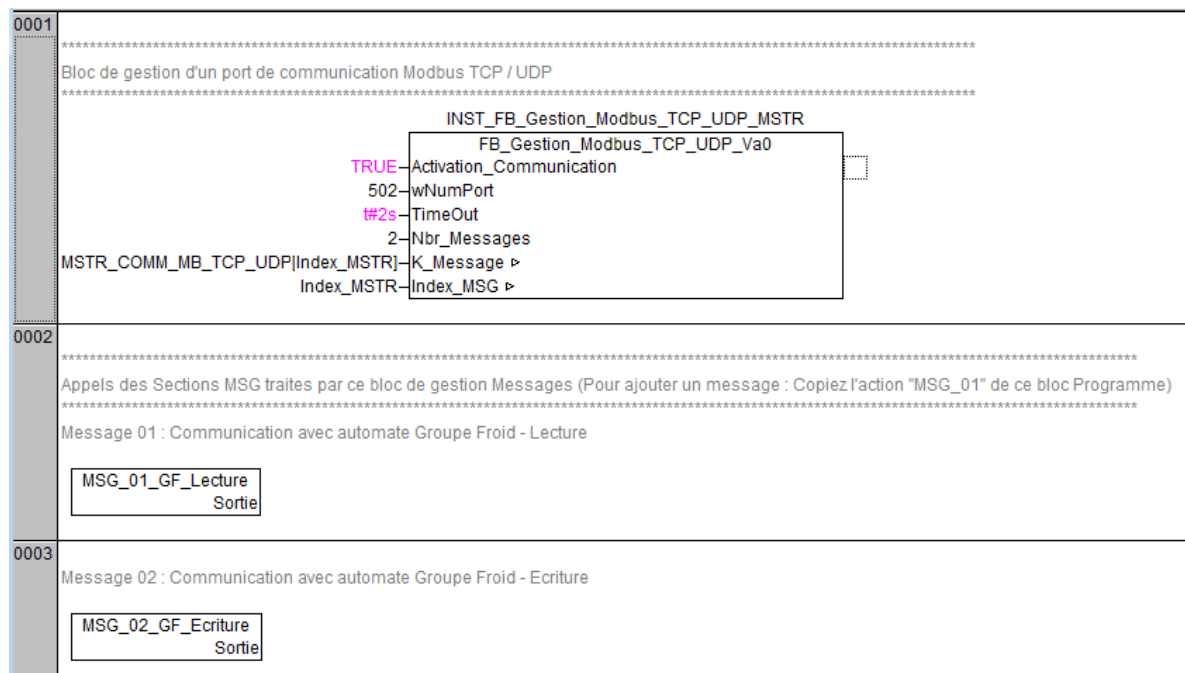 0001
****************************************************************************************************************************************
Bloc de gestion d'un port de communication Modbus TCP / UDP
****************************************************************************************************************************************
INST_FB_Gestion_Modbus_TCP_UDP_MSTR
FB_Gestion_Modbus_TCP_UDP_Va0
TRUE Activation_Communication
502 wNumPort
t#2s TimeOut
2 Nbr_Messages
MSTR_COMM_MB_TCP_UDP[Index_MSTR] K_Message
Index_MSTR Index_MSG
0002
****************************************************************************************************************************************************************
Appels des Sections MSG traites par ce bloc de gestion Messages (Pour ajouter un message : Copiez l'action "MSG_01" de ce bloc Programme)
****************************************************************************************************************************************************************
Message 01 : Communication avec automate Groupe Froid - Lecture
MSG_01_GF_Lecture
Sortie
0003
Message 02 : Communication avec automate Groupe Froid - Ecriture
MSG_02_GF_Ecriture
Sortie